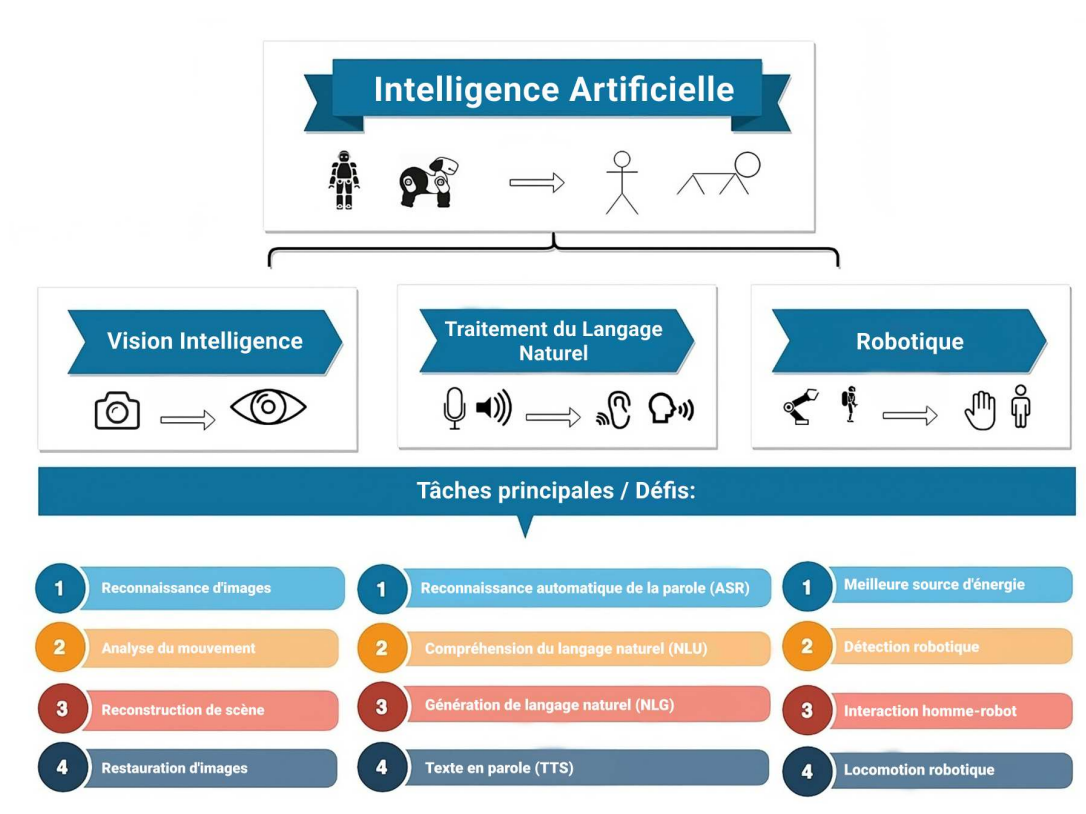 Intelligence Artificielle
Vision Intelligence
Traitement du Langage
Naturel
Robotique
Tâches principales / Défis:
1 Reconnaissance d'images
2 Analyse du mouvement
3 Reconstruction de scène
4 Restauration d'images
1 Reconnaissance automatique de la parole (ASR)
2 Compréhension du langage naturel (NLU)
3 Génération de langage naturel (NLG)
4 Texte en parole (TTS)
1 Meilleure source d'énergie
2 Détection robotique
3 Interaction homme-robot
4 Locomotion robotique